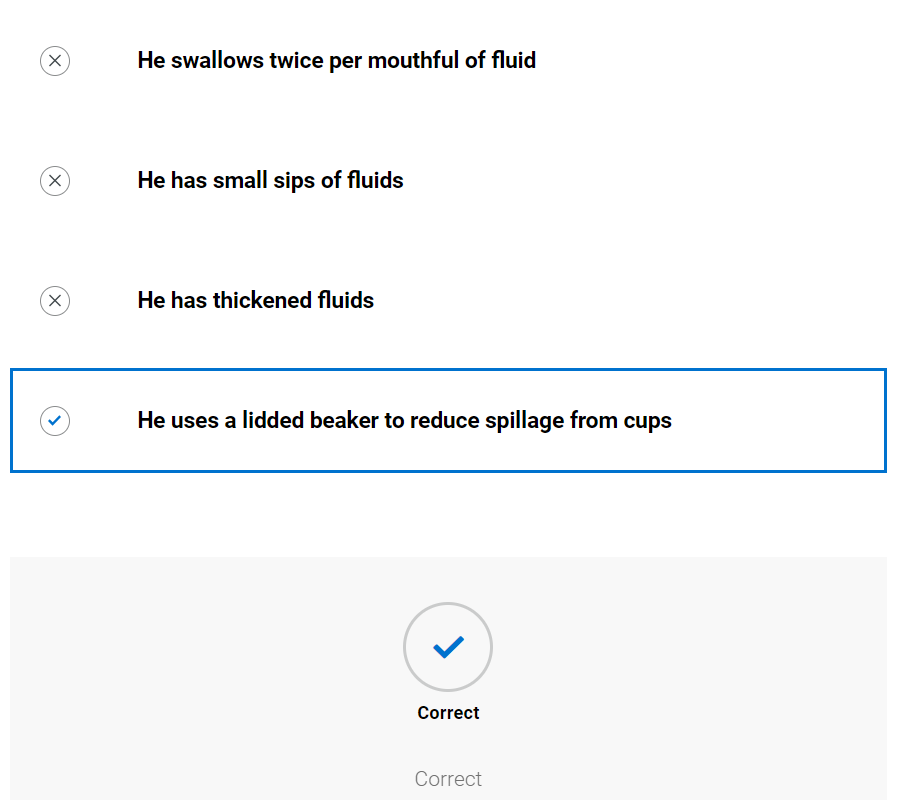 He swallows twice per mouthful of fluid
He has small sips of fluids
He has thickened fluids
He uses a lidded beaker to reduce spillage from cups
Correct
Correct